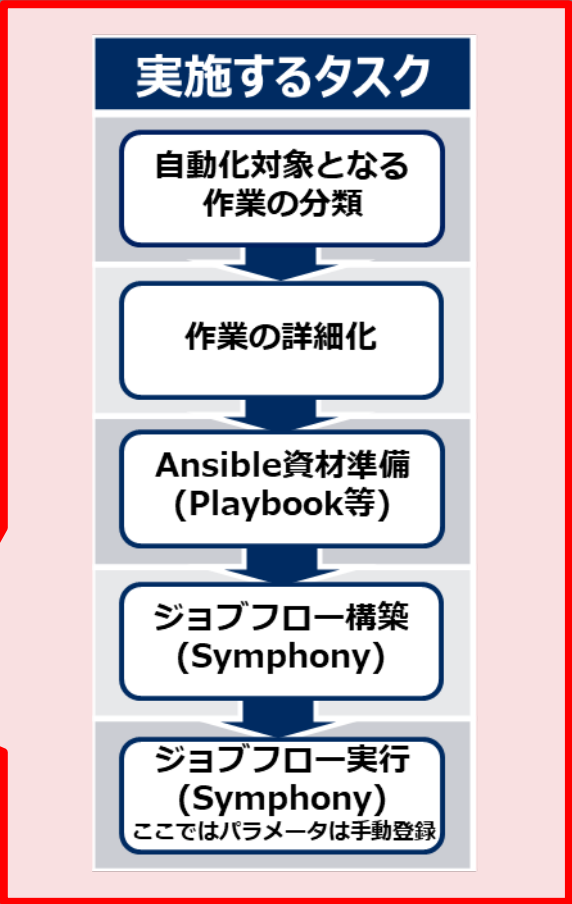 実施するタスク
自動化対象となる
作業の分類
作業の詳細化
Ansible資材準備
(Playbook等)
ジョブフロー構築
(Symphony)
ジョブフロー実行
(Symphony)
ここではパラメータは手動登録